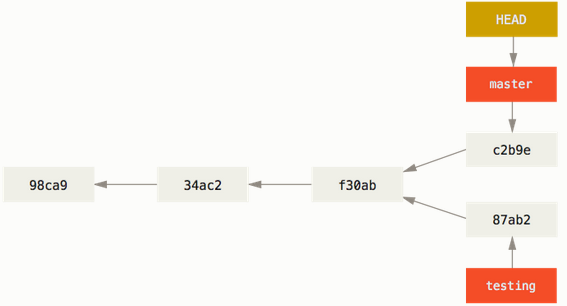 HEAD
master
c2b9e
98ca9
34ac2
f30ab
87ab2
testing